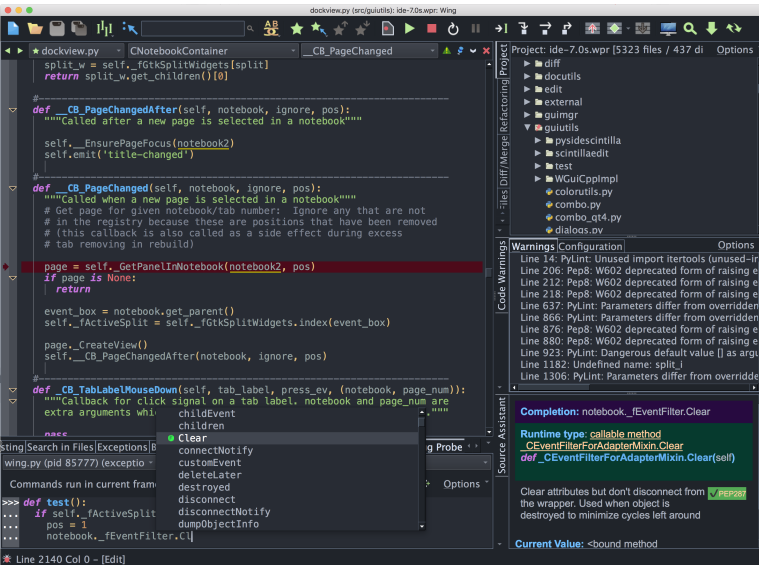 dockview.py (src/guiutils): ide-7.0s.wpr: Wing
dockview.py
CNotebookContainer
__CB_PageChanged
split_w = self._fGtkSplitWidgets[split]
return split_w.get_children()[0]
#-----------------------------------------------------------------------
def __CB_PageChangedAfter(self, notebook, ignore, pos):
"""Called after a new page is selected in a notebook"""
self.__EnsurePageFocus(notebook2)
self.emit('title-changed')
#-----------------------------------------------------------------------
def __CB_PageChanged(self, notebook, ignore, pos):
"""Called when a new page is selected in a notebook"""
# Get page for given notebook/tab number:  Ignore any that are not
# in the registry because these are positions that have been removed
# (this callback is also called as a side effect during excess
# tab removing in rebuild)
page = self._GetPanelInNotebook(notebook2, pos)
if page is None:
return
event_box = notebook.get_parent()
self._fActiveSplit = self._fGtkSplitWidgets.index(event_box)
page._CreateView()
self.__CB_PageChangedAfter(notebook, ignore, pos)
#-----------------------------------------------------------------------
def _CB_TabLabelMouseDown(self, tab_label, press_ev, (notebook, page_num)):
"""Callback for click signal on a tab label. notebook and page_num are
extra arguments whic
."""
pass
childEvent
children
Clear
connectNotify
customEvent
deleteLater
destroyed
disconnect
disconnectNotify
dumpObjectInfo
sting
Search in Files
Exceptions
B
g Probe
wing.py (pid 85777) (exceptio
Commands run in current fram
Options
>>> def test():
... if self._fActiveSplit
... pos = 1
... notebook._fEventFilter.Cl
Line 2140 Col 0 - [Edit]
Project
Refactoring
Diff/Merge
Files
Project: ide-7.0s.wpr [5323 files / 437 di
Options
diff
docutils
edit
external
guimgr
guiutils
pysidescintilla
scintillaedit
test
WGuiCppImpl
colorutils.py
combo.py
combo_qt4.py
dialogs.py
Code Warnings
Warnings
Configuration
Options
Line 14: PyLint: Unused import itertools (unused-ir
Line 206: Pep8: W602 deprecated form of raising e
Line 212: Pep8: W602 deprecated form of raising e
Line 218: Pep8: W602 deprecated form of raising e
Line 637: PyLint: Parameters differ from overridden
Line 866: PyLint: Parameters differ from overridden
Line 876: Pep8: W602 deprecated form of raising e
Line 880: Pep8: W602 deprecated form of raising e
Line 923: PyLint: Dangerous default value [] as argu
Line 1182: Undefined name: split_i
Line 1306: PyLint: Parameters differ from overridde
Source Assistant
Completion: notebook._fEventFilter.Clear
Runtime type: callable method
_CEventFilterForAdapterMixin.Clear
def _CEventFilterForAdapterMixin.Clear(self)
Clear attributes but don't disconnect from
the wrapper. Used when object is
destroyed to minimize cycles left around
PEP287
Current Value: <bound method